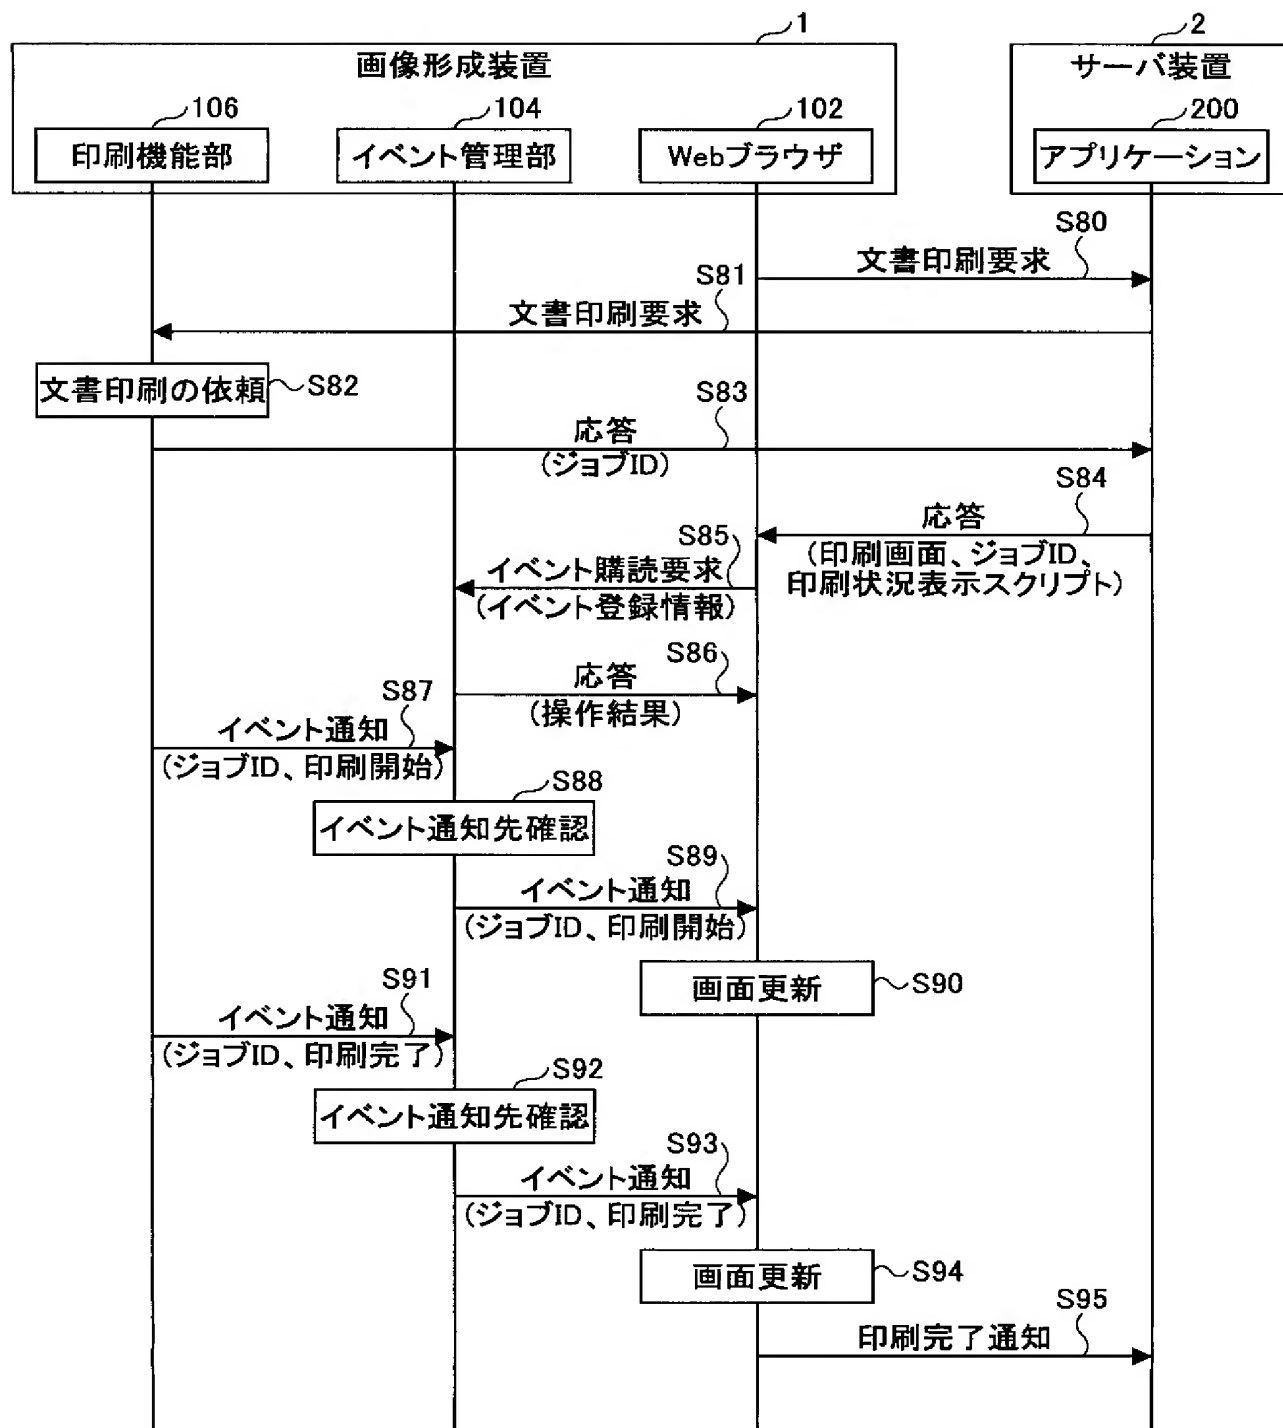 1
2
画像形成装置
サーバ装置
106
104
102
200
印刷機能部
イベント管理部
Webブラウザ
アプリケーション
S80
文書印刷要求
S81
文書印刷要求
文書印刷の依頼
S82
S83
応答
(ジョブID)
S84
応答
(印刷画面、ジョブID、
印刷状況表示スクリプト)
S85
イベント購読要求
(イベント登録情報)
S86
応答
(操作結果)
S87
イベント通知
(ジョブID、印刷開始)
S88
イベント通知先確認
S89
イベント通知
(ジョブID、印刷開始)
画面更新
S90
S91
イベント通知
(ジョブID、印刷完了)
S92
イベント通知先確認
S93
イベント通知
(ジョブID、印刷完了)
画面更新
S94
S95
印刷完了通知